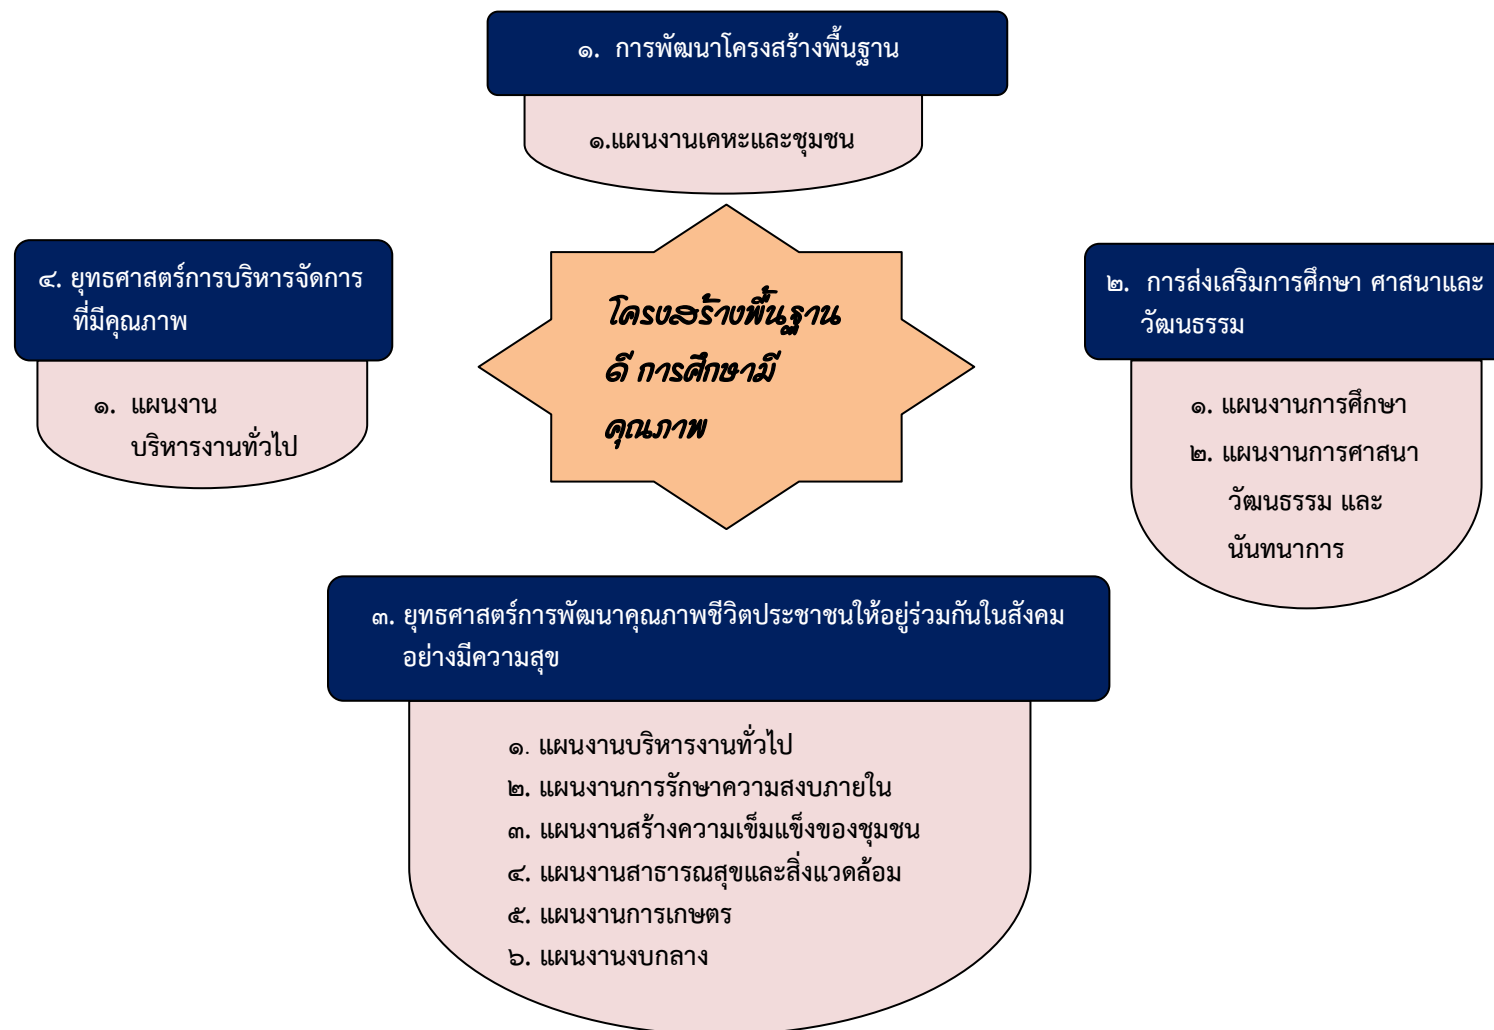 ๑. การพัฒนาโครงสร้างพื้นฐาน
๑.แผนงานเคหะและชุมชน
โครงสร้างพื้นฐาน
ดี การศึกษามี
คุณภาพ
๔. ยุทธศาสตร์การบริหารจัดการ
ที่มีคุณภาพ
๑. แผนงาน
บริหารงานทั่วไป
๒. การส่งเสริมการศึกษา ศาสนาและ
วัฒนธรรม
๑. แผนงานการศึกษา
๒. แผนงานการศาสนา
วัฒนธรรม และ
นันทนาการ
๓. ยุทธศาสตร์การพัฒนาคุณภาพชีวิตประชาชนให้อยู่ร่วมกันในสังคม
อย่างมีความสุข
๑. แผนงานบริหารงานทั่วไป
๒. แผนงานการรักษาความสงบภายใน
๓. แผนงานสร้างความเข็มแข็งของชุมชน
๔. แผนงานสาธารณสุขและสิ่งแวดล้อม
๕. แผนงานการเกษตร
๖. แผนงานงบกลาง